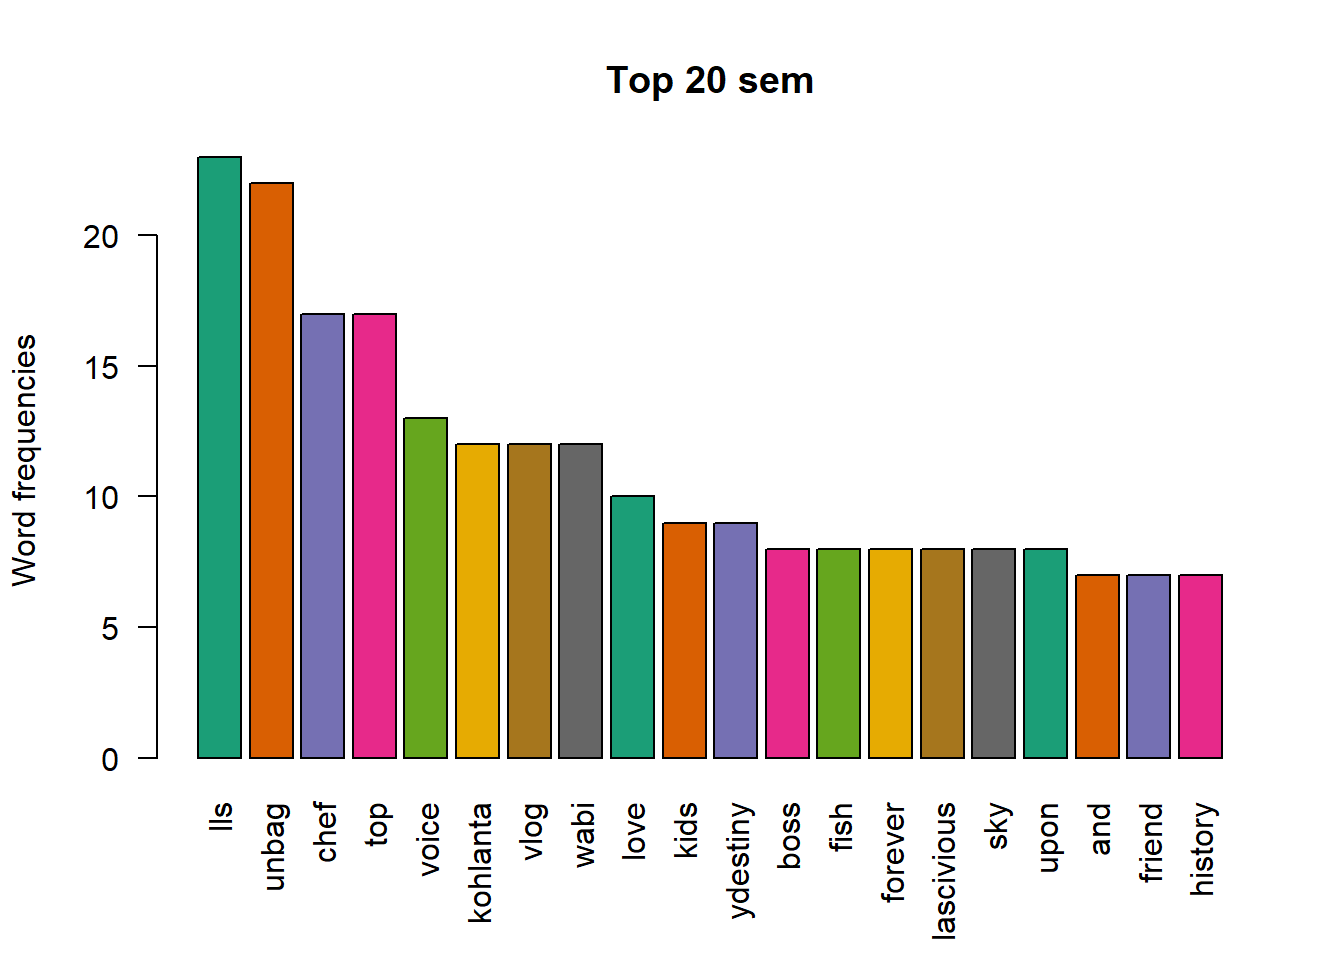 Top 20 sem
Word frequencies
20
15
10
5
0
lls
unbag
chef
top
voice
kohlanta
vlog
wabi
love
kids
ydestiny
boss
fish
forever
lascivious
sky
upon
and
friend
history